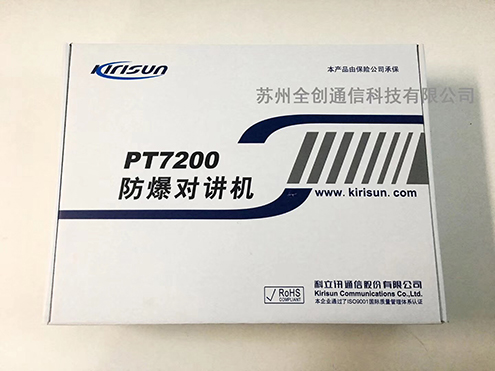 KIRISUN
本产品由保险公司承保
苏州全创通信科技有限公司
PT7200
防爆对讲机
www.kirisun.com
RoHS
COMPLIANT
科立讯通信股份有限公司
Kirisun Communications Co.,Ltd.
本企业通过了ISO9001国际质量管理体系认证